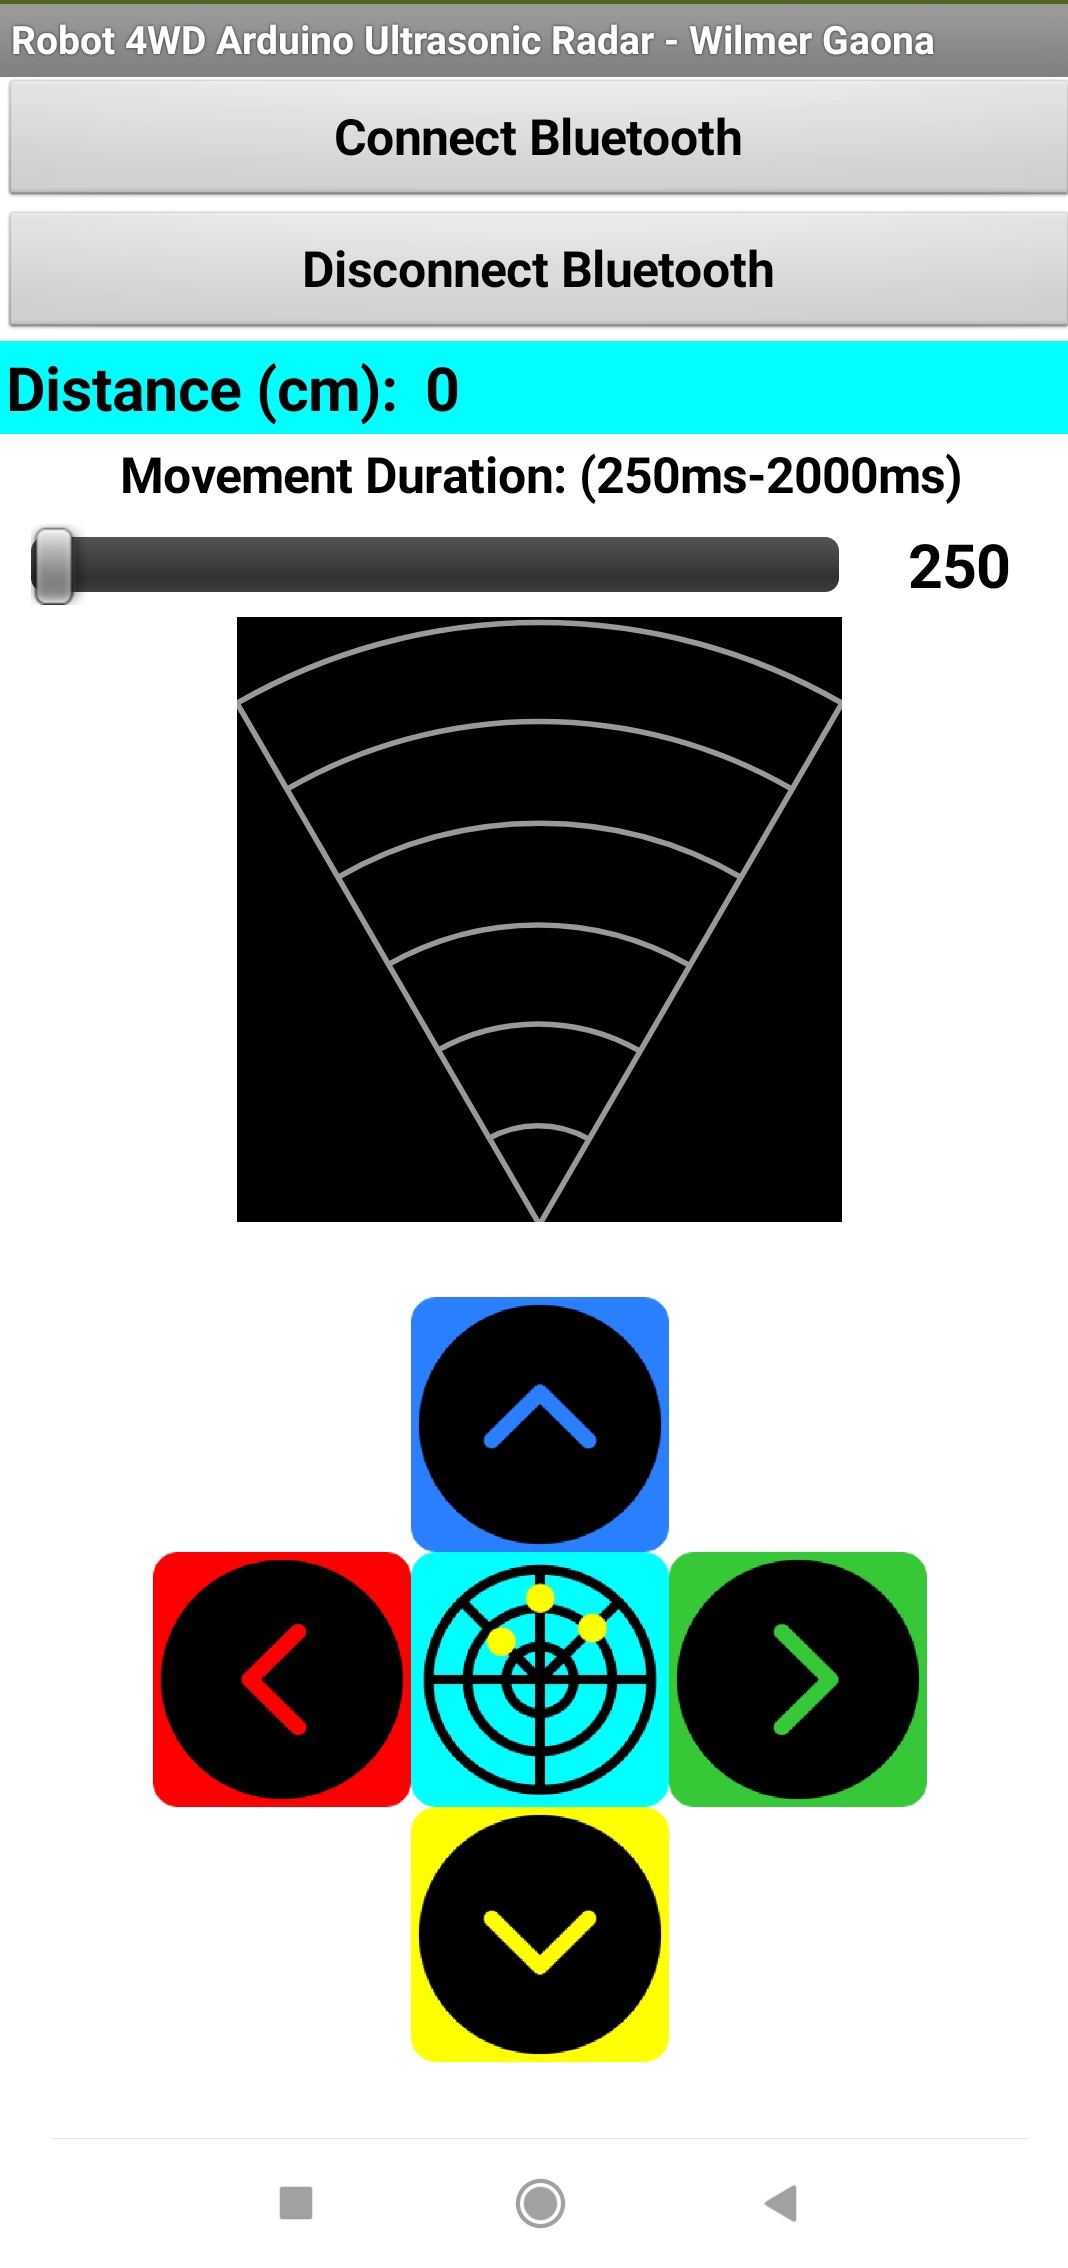 Robot 4WD Arduino Ultrasonic Radar - Wilmer Gaona
Connect Bluetooth
Disconnect Bluetooth
Distance (cm): 0
Movement Duration: (250ms-2000ms)
250